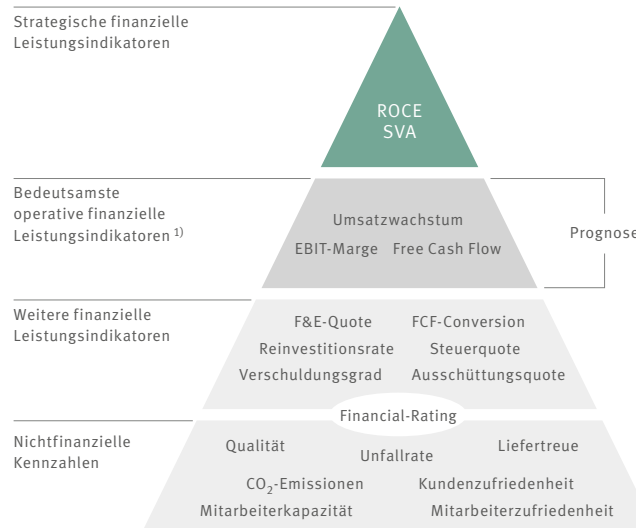 Strategische finanzielle
Leistungsindikatoren
ROCE
SVA
Bedeutsamste
operative finanzielle
Leistungsindikatoren 1)
Umsatzwachstum
EBIT-Marge Free Cash Flow
Prognose
Weitere finanzielle
Leistungsindikatoren
F&E-Quote FCF-Conversion
Reinvestitionsrate Steuerquote
Verschuldungsgrad Ausschüttungsquote
Financial-Rating
Nichtfinanzielle
Kennzahlen
Qualität Unfallrate Liefertreue
CO₂-Emissionen Kundenzufriedenheit
Mitarbeiterkapazität Mitarbeiterzufriedenheit